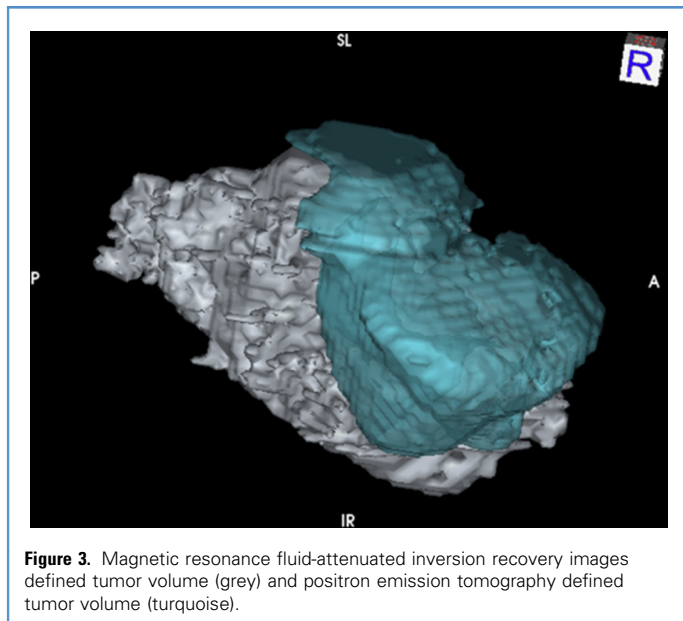 SL
R
P
A
IR
Figure 3. Magnetic resonance fluid-attenuated inversion recovery images
defined tumor volume (grey) and positron emission tomography defined
tumor volume (turquoise).